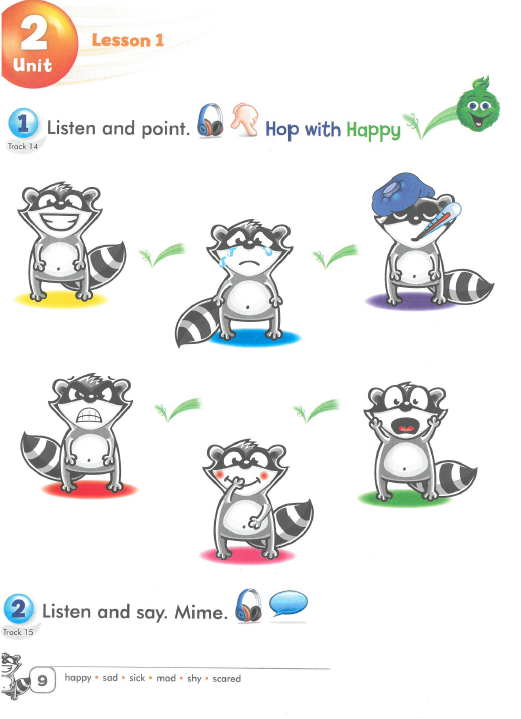 2
Unit
Lesson 1
1 Listen and point. Hop with Happy
Track 14
2 Listen and say. Mime.
Track 15
9 happy • sad • sick • mad • shy • scared